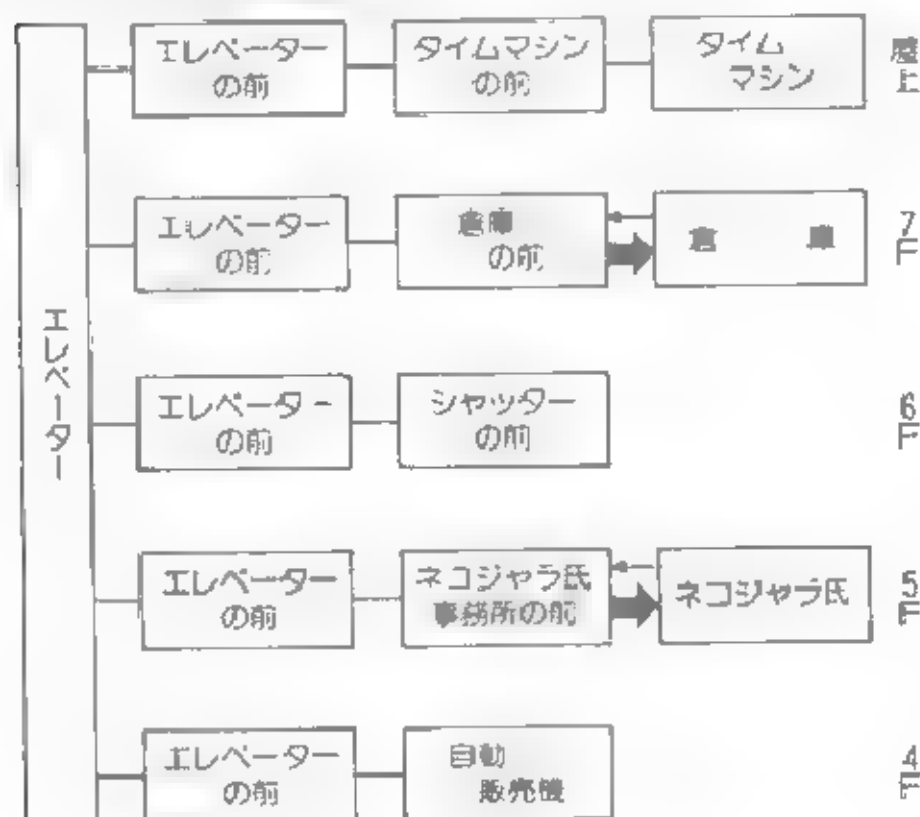 エレベーター
エレベーター
の前
タイムマシン
の前
タイム
マシン
屋上
エレベーター
の前
倉庫
の前
倉庫
7F
エレベーター
の前
シャッター
の前
6F
エレベーター
の前
ネコジャラ氏
事務所の前
ネコジャラ氏
5F
エレベーター
の前
自動
販売機
4F